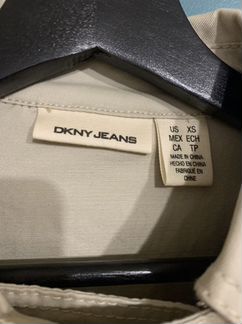 DKNY JEANS
US XS
MEX ECH
CA TP
MADE IN CHINA
HECHO EN CHINA
FABRIQUÉ EN
CHINE